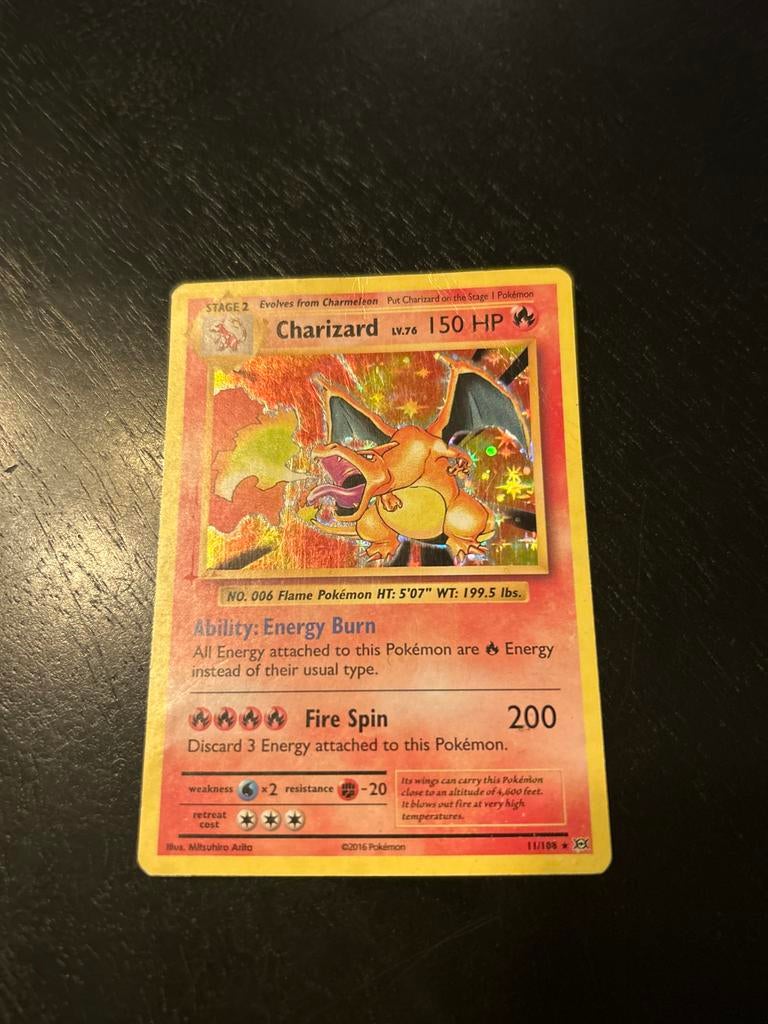 STAGE 2 Evolves from Charmeleon Put Charizard on the Stage 1 Pokémon
Charizard LV.76 150 HP
NO. 006 Flame Pokémon HT: 5'07" WT: 199.5 lbs.
Ability: Energy Burn
All Energy attached to this Pokémon are Energy
instead of their usual type.
Fire Spin 200
Discard 3 Energy attached to this Pokémon.
weakness ×2 resistance -20
retreat
cost
Its wings can carry this Pokémon
close to an altitude of 4,600 feet.
It blows out fire at very high
temperatures.
Illus. Mitsuhiro Arita ©2016 Pokémon 11/108 ★